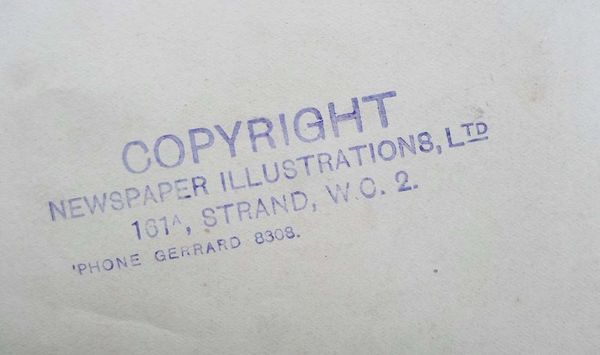 COPYRIGHT
NEWSPAPER ILLUSTRATIONS, LTD
161A, STRAND, W.C. 2.
'PHONE GERRARD 8308.